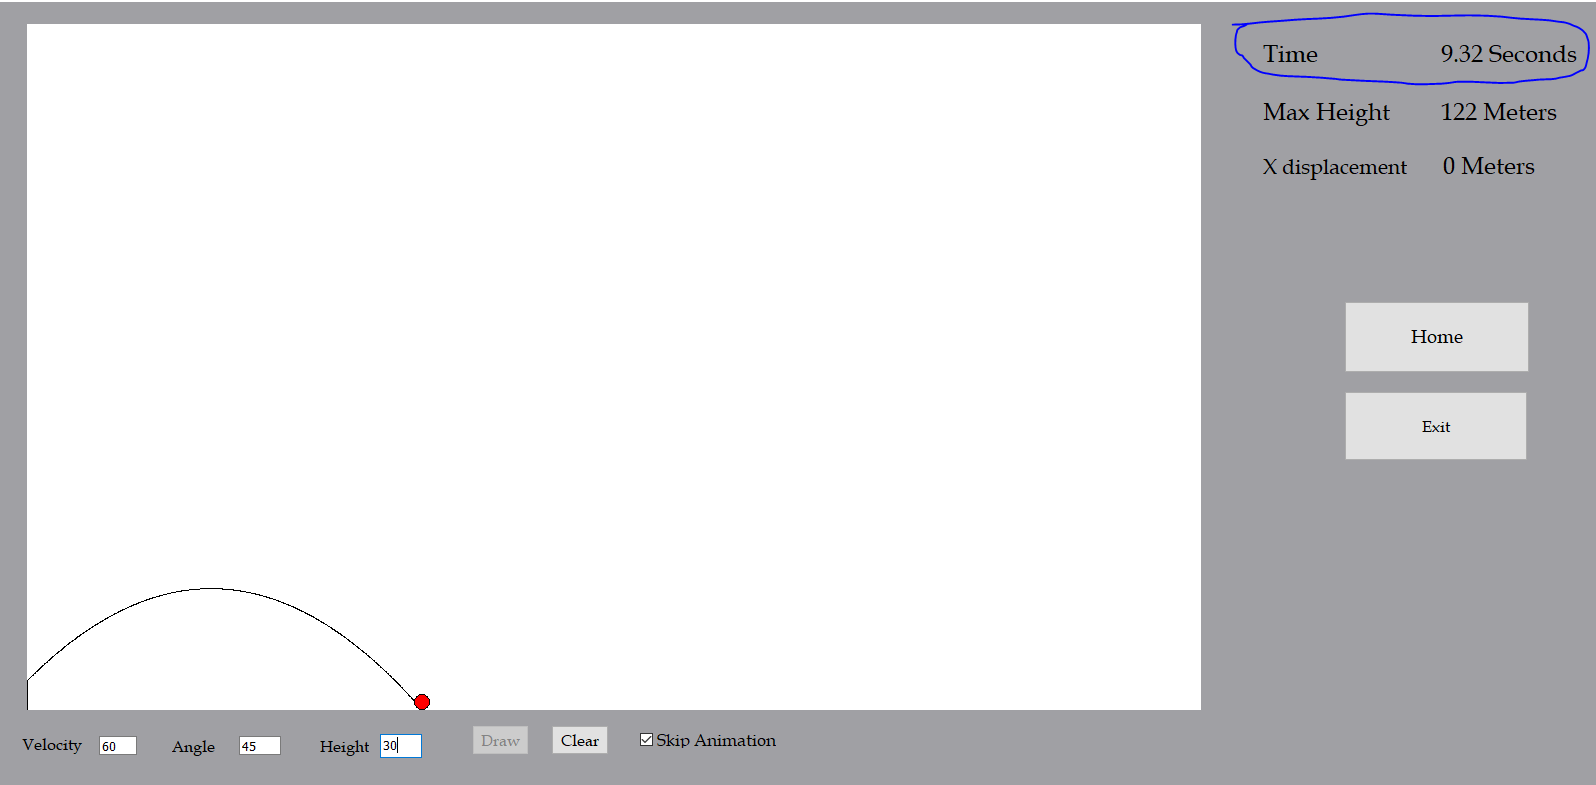 Time 9.32 Seconds
Max Height 122 Meters
X displacement 0 Meters
Home
Exit
Velocity 60 Angle 45 Height 30 Draw Clear Skip Animation